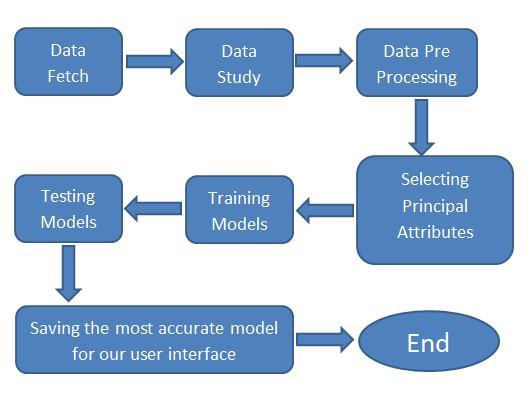 Data
Fetch
Data
Study
Data Pre
Processing
Selecting
Principal
Attributes
Training
Models
Testing
Models
Saving the most accurate model
for our user interface
End